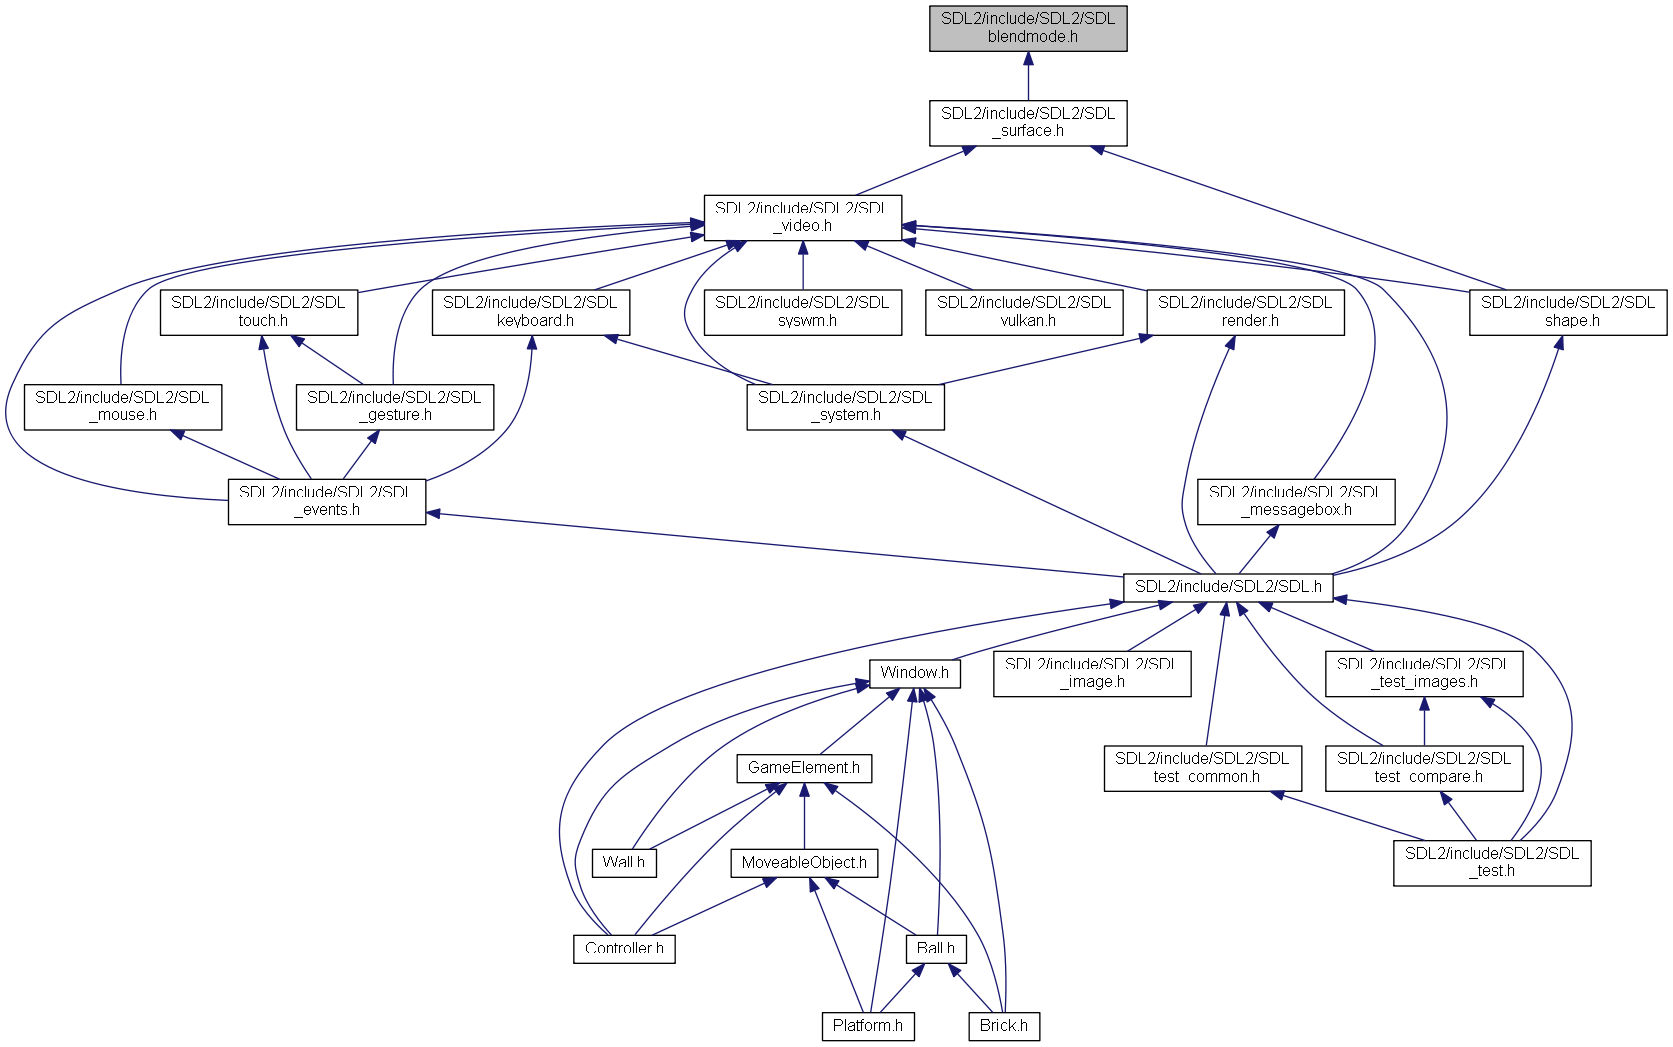 SDL2/include/SDL2/SDL
blendmode.h
SDL2/include/SDL2/SDL
_surface.h
SDL2/include/SDL2/SDL
_video.h
SDL2/include/SDL2/SDL
touch.h
SDL2/include/SDL2/SDL
keyboard.h
SDL2/include/SDL2/SDL
syswm.h
SDL2/include/SDL2/SDL
vulkan.h
SDL2/include/SDL2/SDL
render.h
SDL2/include/SDL2/SDL
shape.h
SDL2/include/SDL2/SDL
_mouse.h
SDL2/include/SDL2/SDL
_gesture.h
SDL2/include/SDL2/SDL
_system.h
SDL2/include/SDL2/SDL
_events.h
SDL2/include/SDL2/SDL
_messagebox.h
SDL2/include/SDL2/SDL.h
Window.h
SDL2/include/SDL2/SDL
_image.h
SDL2/include/SDL2/SDL
_test_images.h
GameElement.h
SDL2/include/SDL2/SDL
test_common.h
SDL2/include/SDL2/SDL
test_compare.h
Wall.h
MoveableObject.h
SDL2/include/SDL2/SDL
_test.h
Controller.h
Ball.h
Platform.h
Brick.h